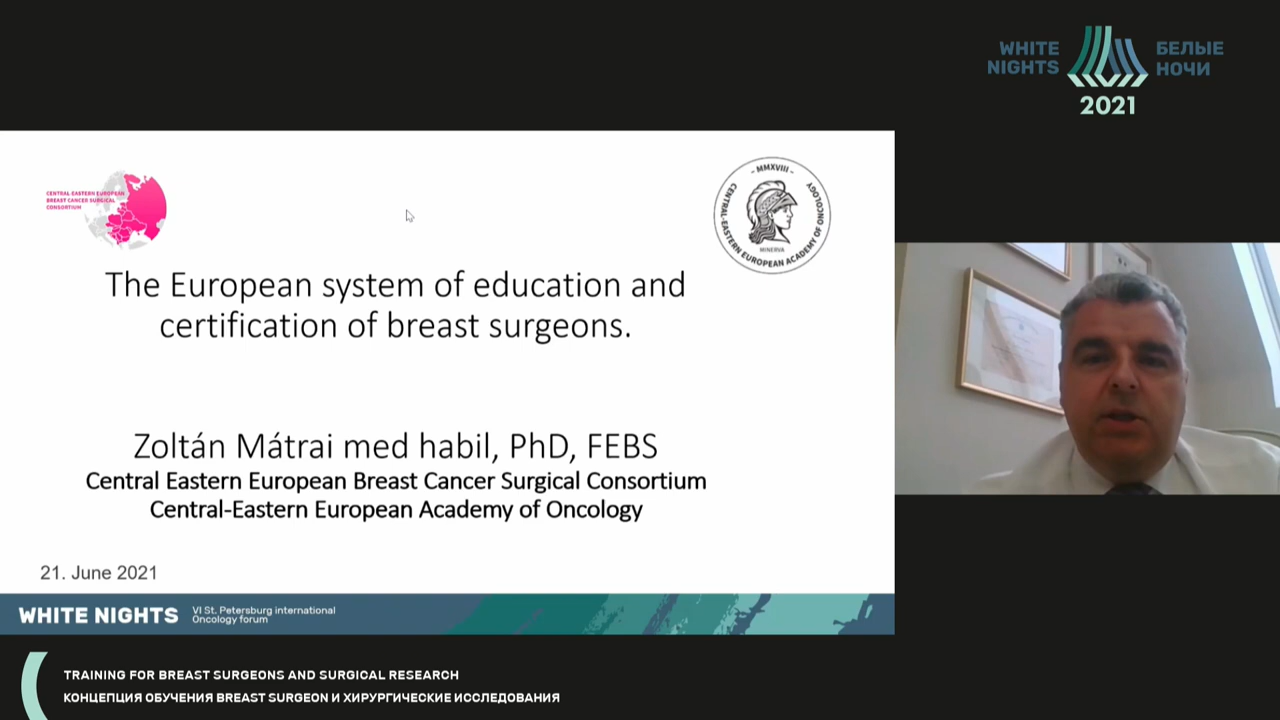 WHITE
NIGHTS
БЕЛЫЕ
НОЧИ
2021
CENTRAL EASTERN EUROPEAN
BREAST CANCER SURGICAL
CONSORTIUM
– MMXVIII –
CENTRAL-EASTERN EUROPEAN ACADEMY OF ONCOLOGY
MINERVA
The European system of education and
certification of breast surgeons.
Zoltán Mátrai med habil, PhD, FEBS
Central Eastern European Breast Cancer Surgical Consortium
Central-Eastern European Academy of Oncology
21. June 2021
WHITE NIGHTS
VI St. Petersburg international
Oncology forum
TRAINING FOR BREAST SURGEONS AND SURGICAL RESEARCH
КОНЦЕПЦИЯ ОБУЧЕНИЯ BREAST SURGEON И ХИРУРГИЧЕСКИЕ ИССЛЕДОВАНИЯ